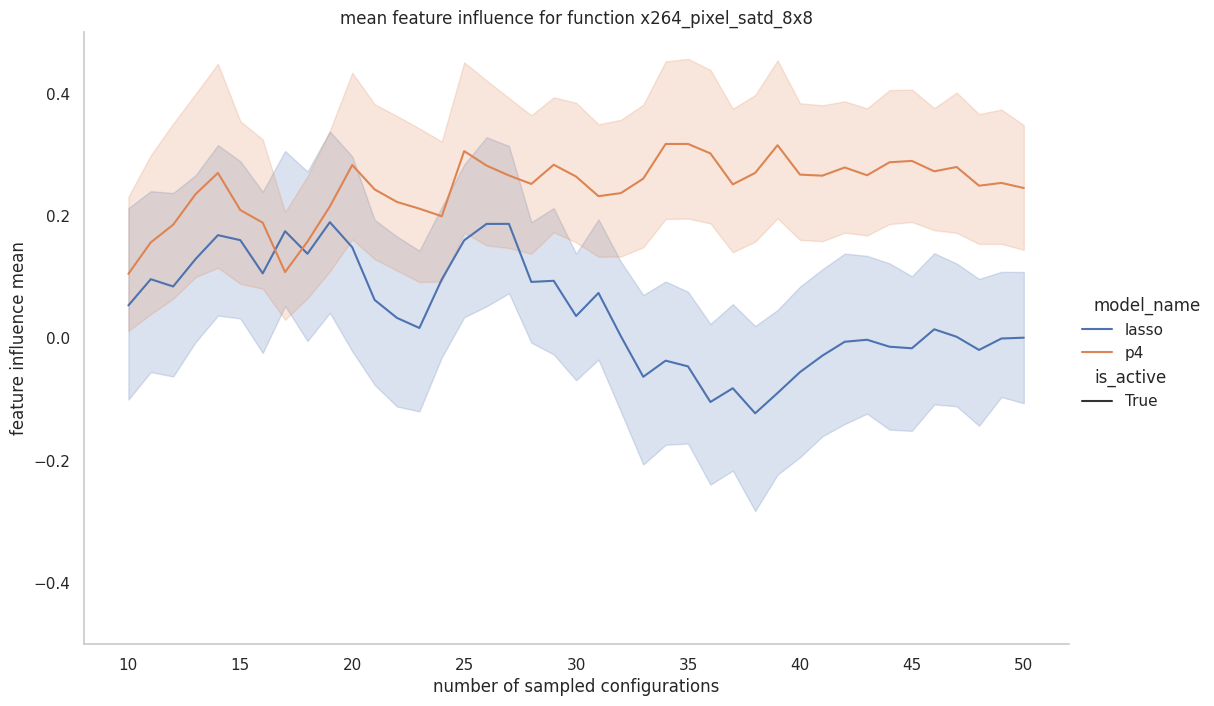 mean feature influence for function x264_pixel_satd_8x8
feature influence mean
0.4
0.2
0.0
−0.2
−0.4
10 15 20 25 30 35 40 45 50
number of sampled configurations
model_name
lasso
p4
is_active
True